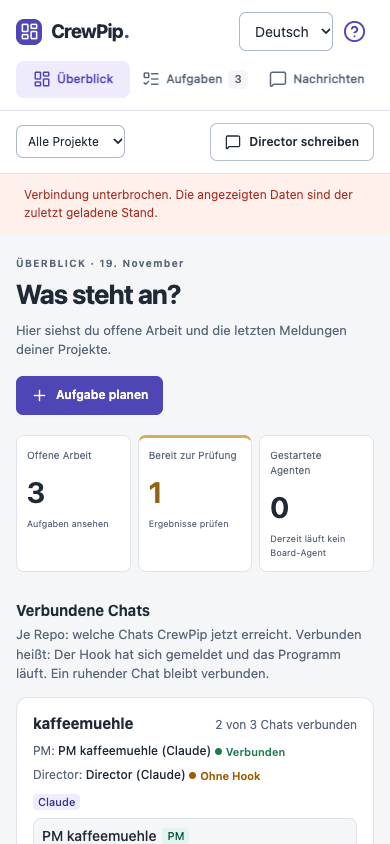 CrewPip.
Deutsch
Überblick
Aufgaben 3
Nachrichten
Alle Projekte
Director schreiben
Verbindung unterbrochen. Die angezeigten Daten sind der
zuletzt geladene Stand.
ÜBERBLICK · 19. November
Was steht an?
Hier siehst du offene Arbeit und die letzten Meldungen
deiner Projekte.
Aufgabe planen
Offene Arbeit
3
Aufgaben ansehen
Bereit zur Prüfung
1
Ergebnisse prüfen
Gestartete
Agenten
0
Derzeit läuft kein
Board-Agent
Verbundene Chats
Je Repo: welche Chats CrewPip jetzt erreicht. Verbunden
heißt: Der Hook hat sich gemeldet und das Programm
läuft. Ein ruhender Chat bleibt verbunden.
kaffeemuehle
2 von 3 Chats verbunden
PM: PM kaffeemuehle (Claude) ● Verbunden
Director: Director (Claude) ● Ohne Hook
Claude
PM kaffeemuehle PM